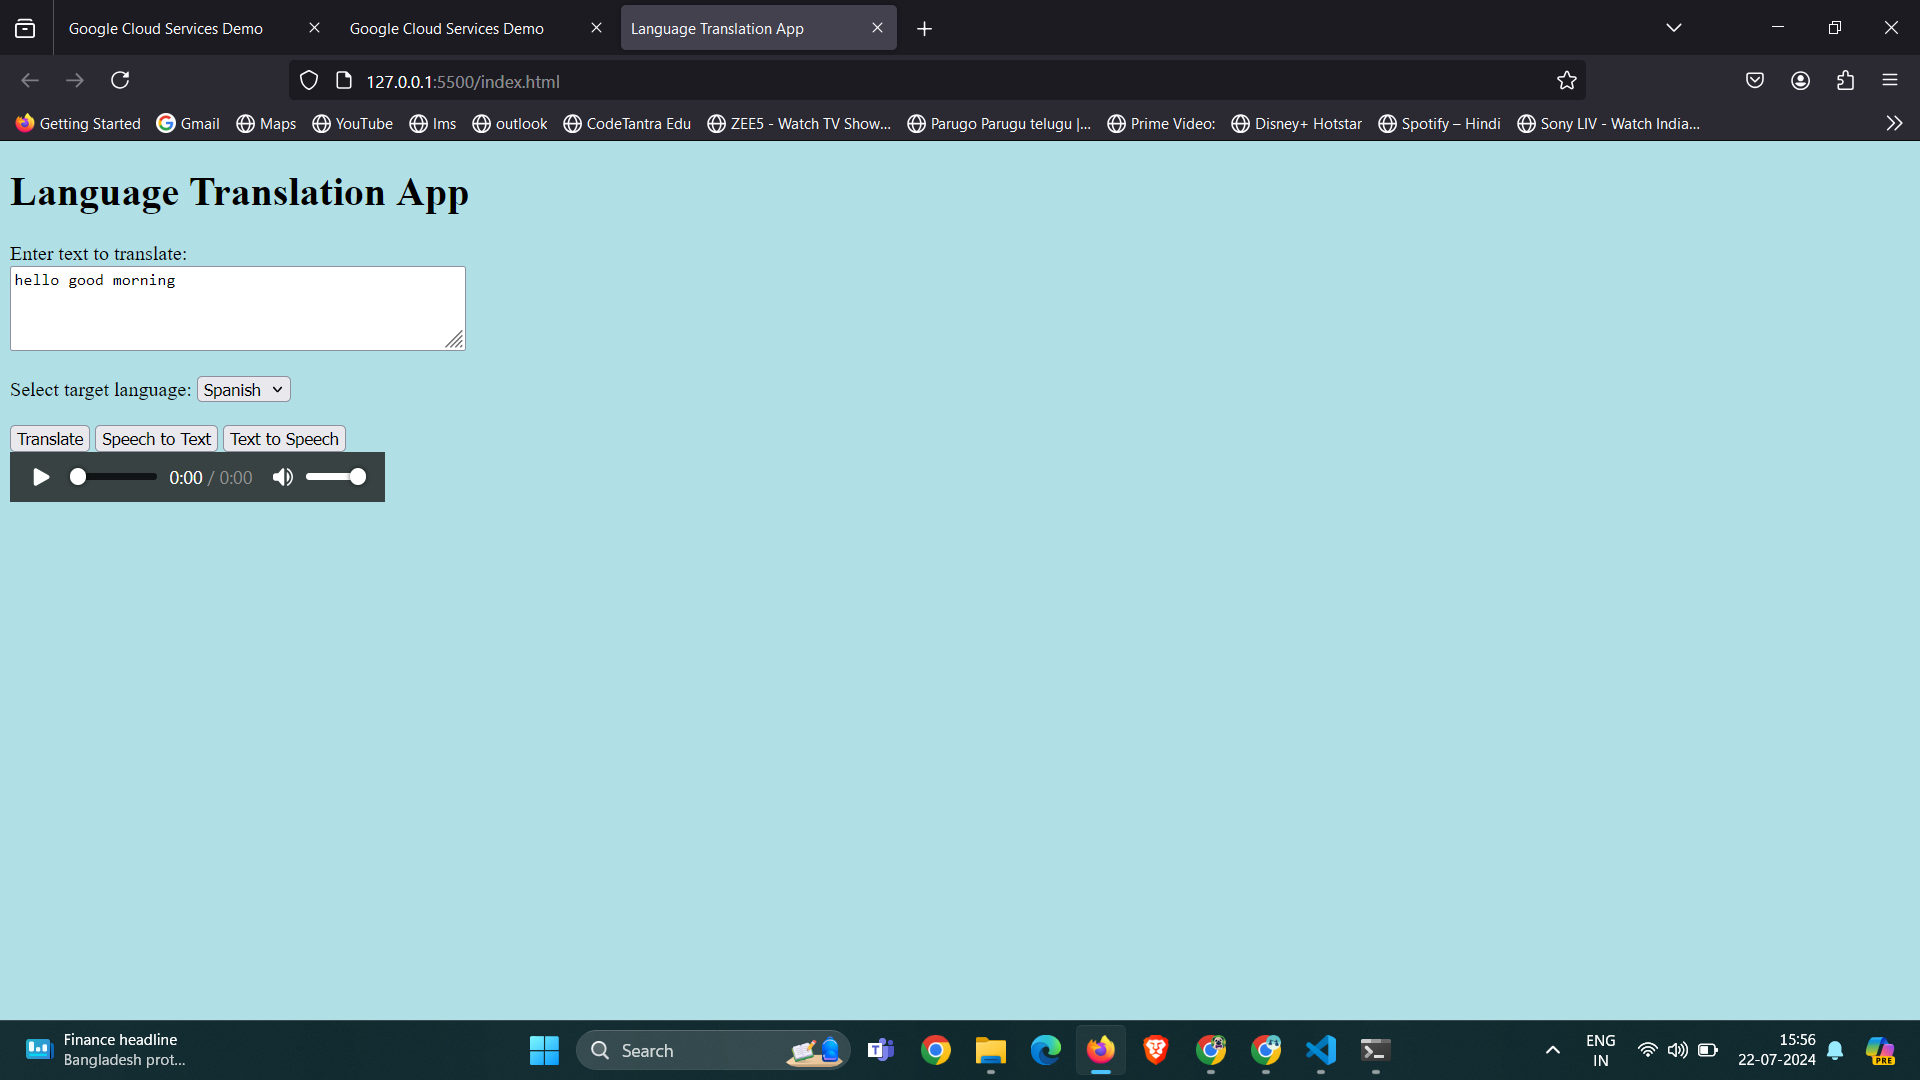 Google Cloud Services Demo
Google Cloud Services Demo
Language Translation App
127.0.0.1:5500/index.html
Getting Started Gmail Maps YouTube lms outlook CodeTantra Edu ZEE5 - Watch TV Show... Parugo Parugu telugu |... Prime Video: Disney+ Hotstar Spotify – Hindi Sony LIV - Watch India...
Language Translation App
Enter text to translate:
hello good morning
Select target language: Spanish
Translate Speech to Text Text to Speech
0:00 / 0:00
Finance headline
Bangladesh prot...
Search
ENG
IN
15:56
22-07-2024
PRE